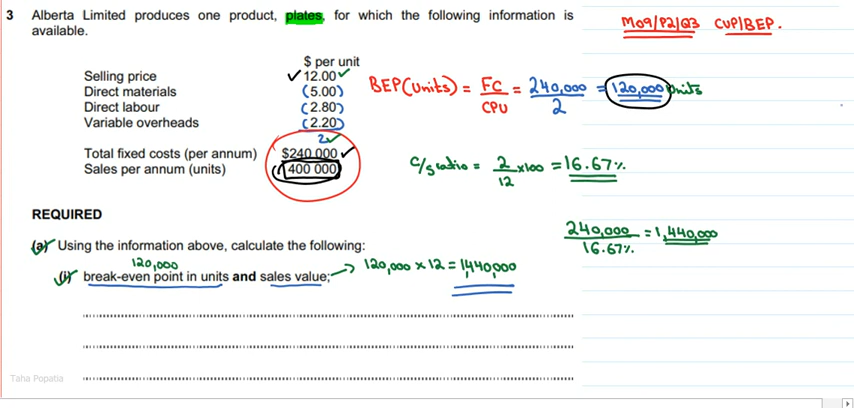 3 Alberta Limited produces one product, plates, for which the following information is
available.
M09/P2/Q3 CVP/BEP.
$ per unit
Selling price ✓ 12.00 ✓
Direct materials (5.00)
Direct labour (2.80)
Variable overheads (2.20)
2 ✓
BEP(Units) = FC/CPU = 240,000/2 = 120,000 units
Total fixed costs (per annum) $240 000 ✓
Sales per annum (units) 400 000
C/S ratio = 2/12 x100 = 16.67%.
REQUIRED
240,000/16.67% = 1,440,000
(a) Using the information above, calculate the following:
120,000
(i) break-even point in units and sales value; → 120,000 x 12 = 1,440,000
Taha Popatia